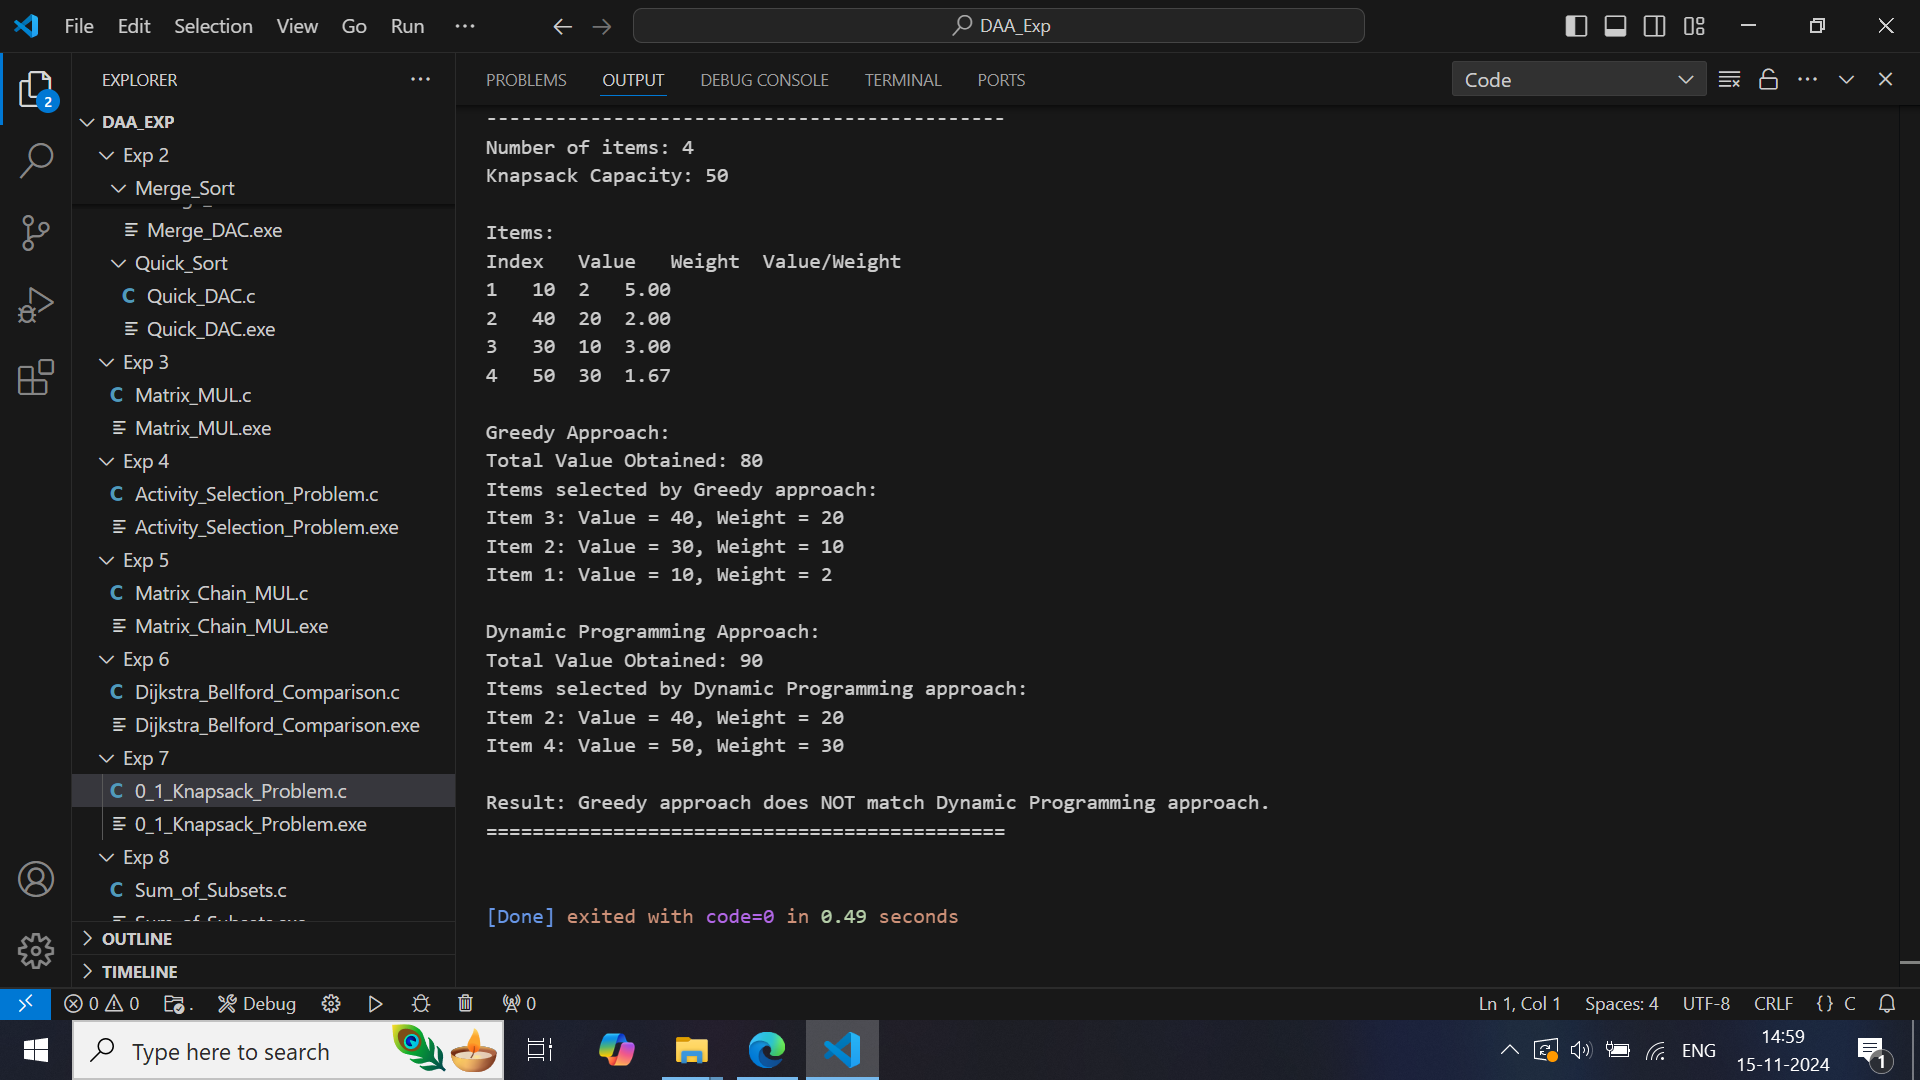 File Edit Selection View Go Run ···
DAA_Exp
EXPLORER
DAA_EXP
Exp 2
Merge_Sort
Merge_DAC.exe
Quick_Sort
C Quick_DAC.c
Quick_DAC.exe
Exp 3
C Matrix_MUL.c
Matrix_MUL.exe
Exp 4
C Activity_Selection_Problem.c
Activity_Selection_Problem.exe
Exp 5
C Matrix_Chain_MUL.c
Matrix_Chain_MUL.exe
Exp 6
C Dijkstra_Bellford_Comparison.c
Dijkstra_Bellford_Comparison.exe
Exp 7
C 0_1_Knapsack_Problem.c
0_1_Knapsack_Problem.exe
Exp 8
C Sum_of_Subsets.c
OUTLINE
TIMELINE
2
PROBLEMS OUTPUT DEBUG CONSOLE TERMINAL PORTS
Code
---------------------------------------------
Number of items: 4
Knapsack Capacity: 50
Items:
Index   Value   Weight  Value/Weight
1   10  2   5.00
2   40  20  2.00
3   30  10  3.00
4   50  30  1.67
Greedy Approach:
Total Value Obtained: 80
Items selected by Greedy approach:
Item 3: Value = 40, Weight = 20
Item 2: Value = 30, Weight = 10
Item 1: Value = 10, Weight = 2
Dynamic Programming Approach:
Total Value Obtained: 90
Items selected by Dynamic Programming approach:
Item 2: Value = 40, Weight = 20
Item 4: Value = 50, Weight = 30
Result: Greedy approach does NOT match Dynamic Programming approach.
=============================================
[Done] exited with code=0 in 0.49 seconds
0 0 . Debug 0
Ln 1, Col 1 Spaces: 4 UTF-8 CRLF {} C
Type here to search
ENG
14:59
15-11-2024
1